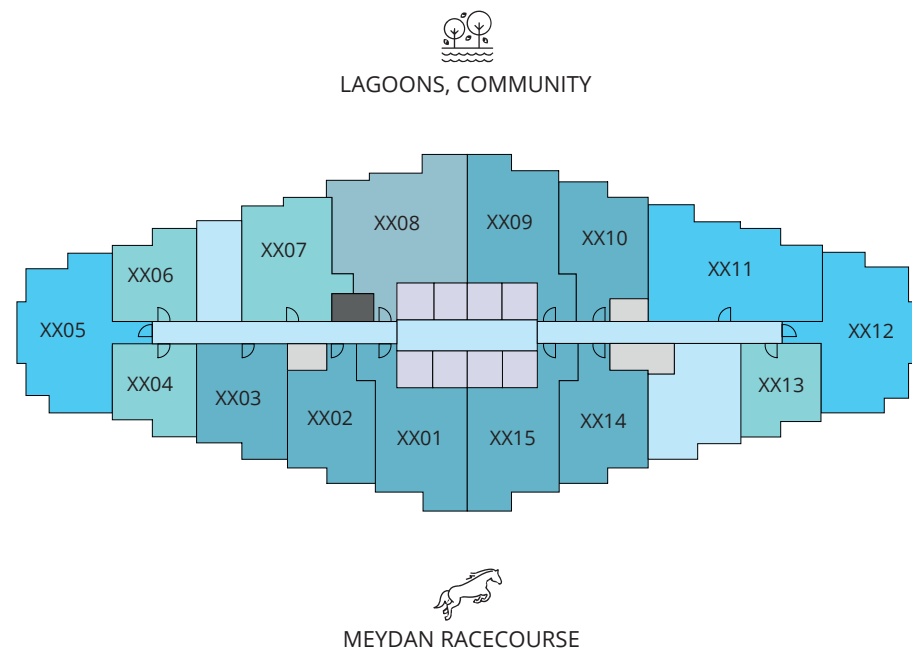 LAGOONS, COMMUNITY
XX08
XX09
XX10
XX07
XX06
XX11
XX05
XX12
XX04
XX03
XX02
XX01
XX15
XX14
XX13
MEYDAN RACECOURSE